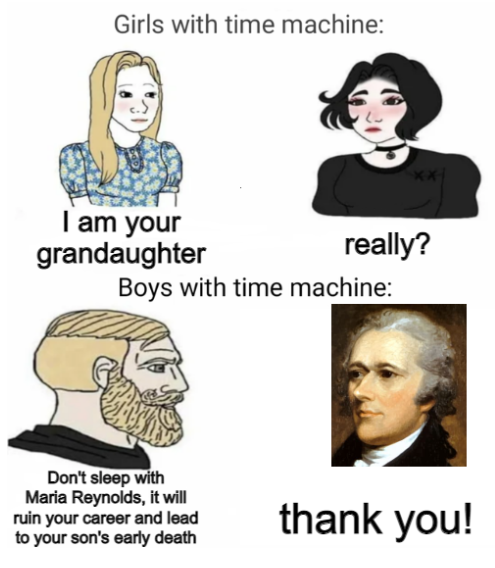 Girls with time machine:
I am your
grandaughter
really?
Boys with time machine:
Don't sleep with
Maria Reynolds, it will
ruin your career and lead
to your son's early death
thank you!